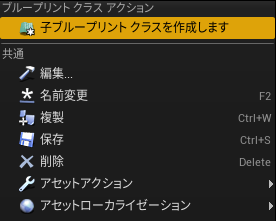 ブループリント クラス アクション
子ブループリント クラスを作成します
共通
編集...
名前変更 F2
複製 Ctrl+W
保存 Ctrl+S
削除 Delete
アセットアクション
アセットローカライゼーション